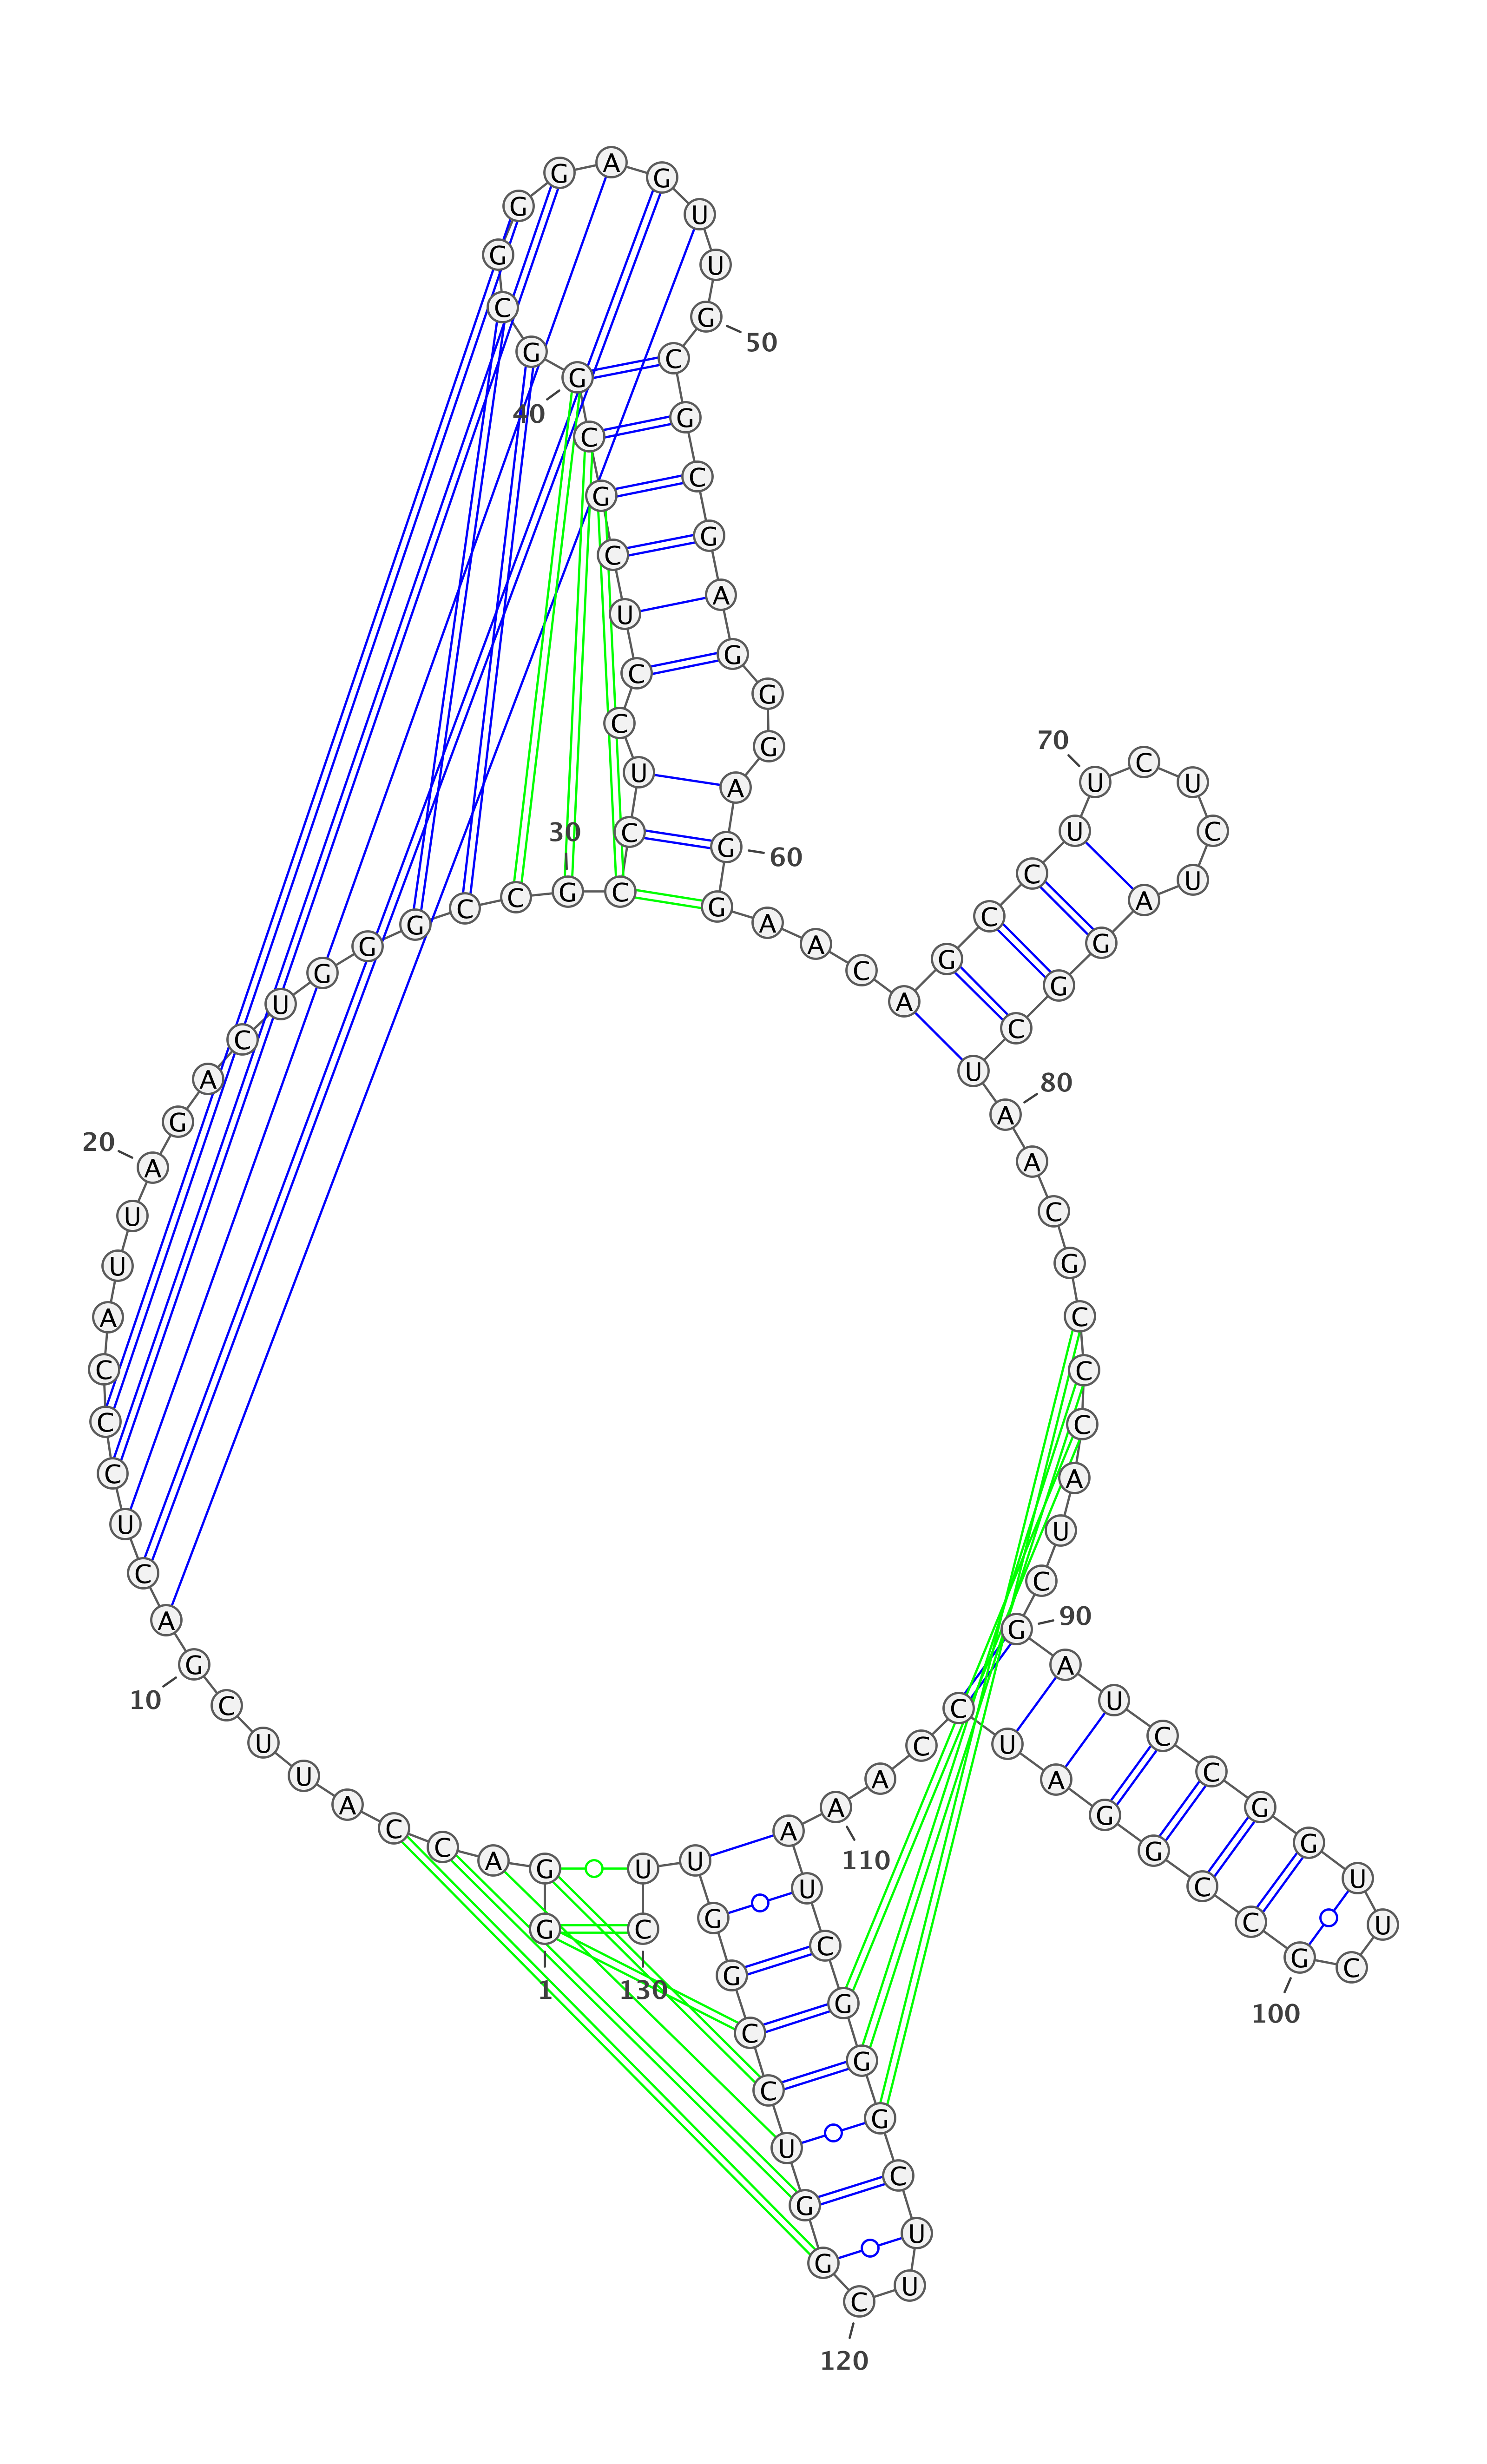 G
1
G A C C A U U C G
10
A C U C C C A U U A
20
G A C U G G G C C G
30
C C U C C U C G C G
40
G C G G G A G U U G
50
C G C G A G G G A G
60
G A A C A G C C U U
70
C U C U A G G C U A
80
A C G C C C A U C G
90
A U C C G G U U C G
100
C C G G A U C C A A
110
A U C G G G C U U C
120
G G U C C G G U U C
130